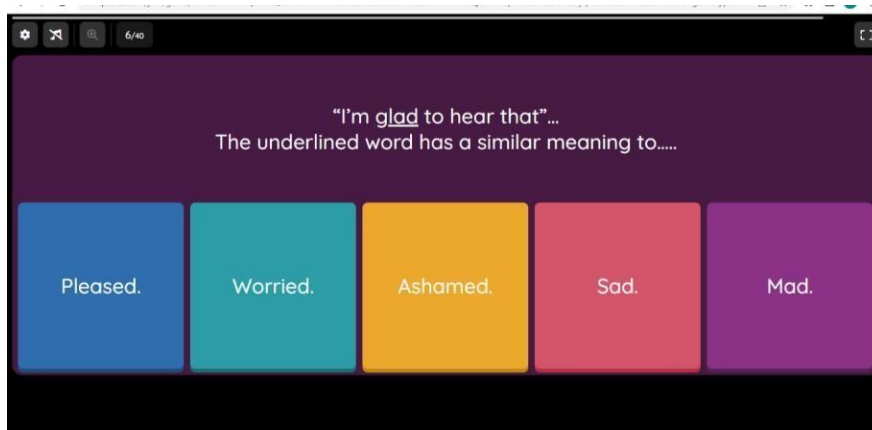 6/40
“I’m glad to hear that”...
The underlined word has a similar meaning to.....
Pleased.
Worried.
Ashamed.
Sad.
Mad.